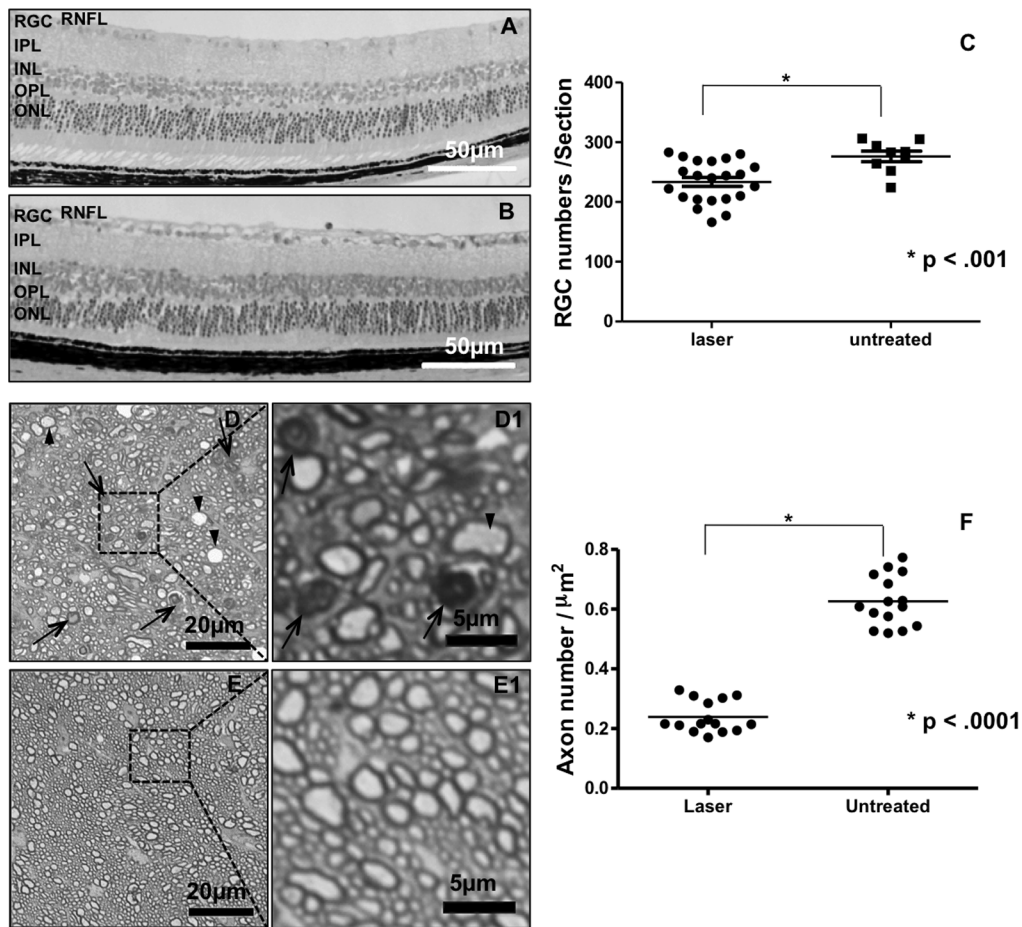 RGC RNFL
IPL
INL
OPL
ONL
A
50µm
RGC RNFL
IPL
INL
OPL
ONL
B
50µm
C
RGC numbers /Section
400
300
200
100
0
*
* p < .001
laser
untreated
D
20µm
D1
5µm
E
20µm
E1
5µm
F
Axon number / µm2
0.8
0.6
0.4
0.2
0.0
*
* p < .0001
Laser
Untreated